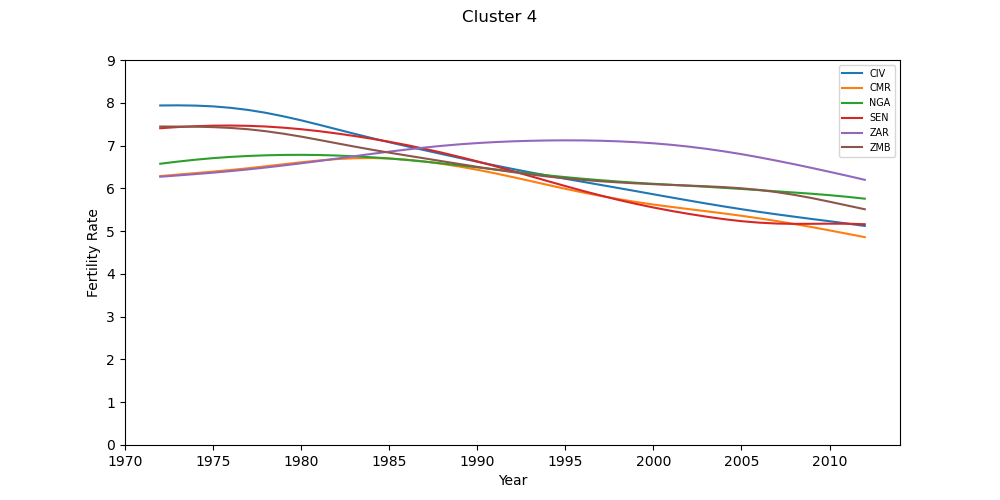 Cluster 4
9
8
7
6
5
4
3
2
1
0
Fertility Rate
CIV
CMR
NGA
SEN
ZAR
ZMB
1970 1975 1980 1985 1990 1995 2000 2005 2010
Year